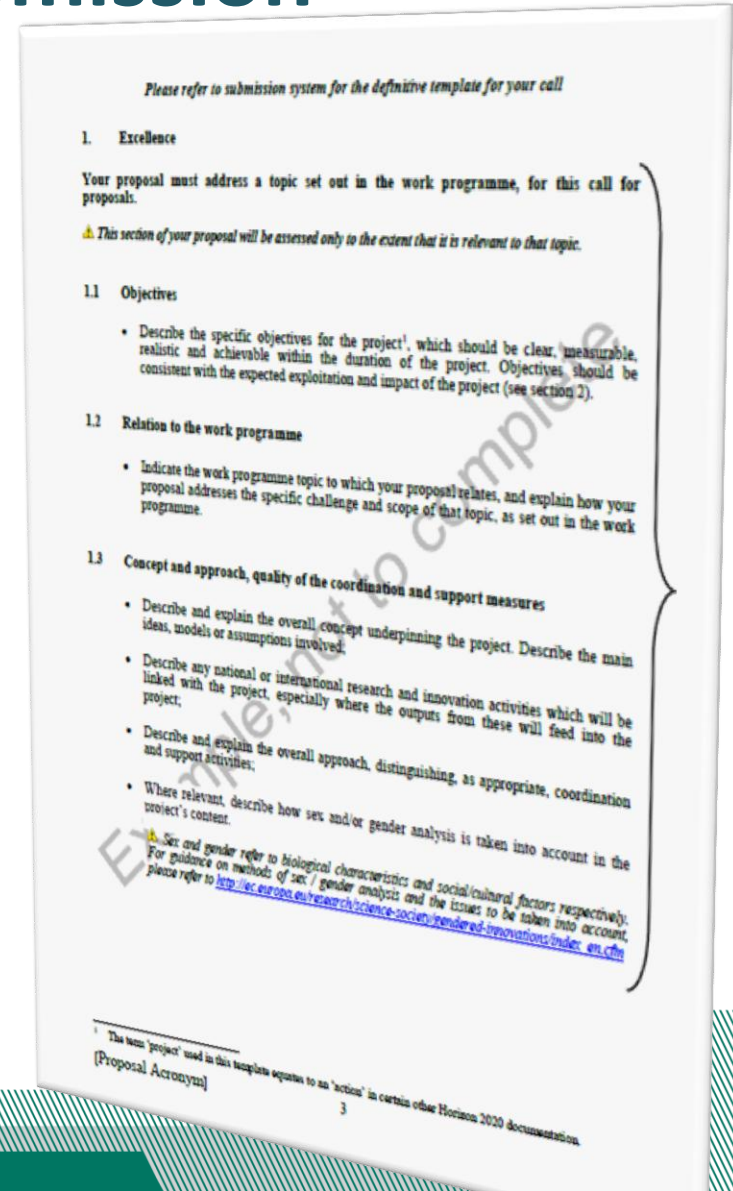 mission
Please refer to submission system for the definitive template for your call
1. Excellence
Your proposal must address a topic set out in the work programme, for this call for
proposals.
This section of your proposal will be assessed only to the extent that it is relevant to that topic.
1.1 Objectives
• Describe the specific objectives for the project¹, which should be clear, measurable,
realistic and achievable within the duration of the project. Objectives should be
consistent with the expected exploitation and impact of the project (see section 2).
1.2 Relation to the work programme
• Indicate the work programme topic to which your proposal relates, and explain how your
proposal addresses the specific challenge and scope of that topic, as set out in the work
programme.
1.3 Concept and approach, quality of the coordination and support measures
• Describe and explain the overall concept underpinning the project. Describe the main
ideas, models or assumptions involved;
• Describe any national or international research and innovation activities which will be
linked with the project, especially where the outputs from these will feed into the
project;
• Describe and explain the overall approach, distinguishing, as appropriate, coordination
and support activities;
• Where relevant, describe how sex and/or gender analysis is taken into account in the
project's content.
Sex and gender refer to biological characteristics and social/cultural factors respectively.
For guidance on methods of sex / gender analysis and the issues to be taken into account,
please refer to http://ec.europa.eu/research/science-society/gendered-innovations/index_en.cfm
Example, not to complete
¹ The term 'project' used in this template equates to an 'action' in certain other Horizon 2020 documentation.
[Proposal Acronym]
3